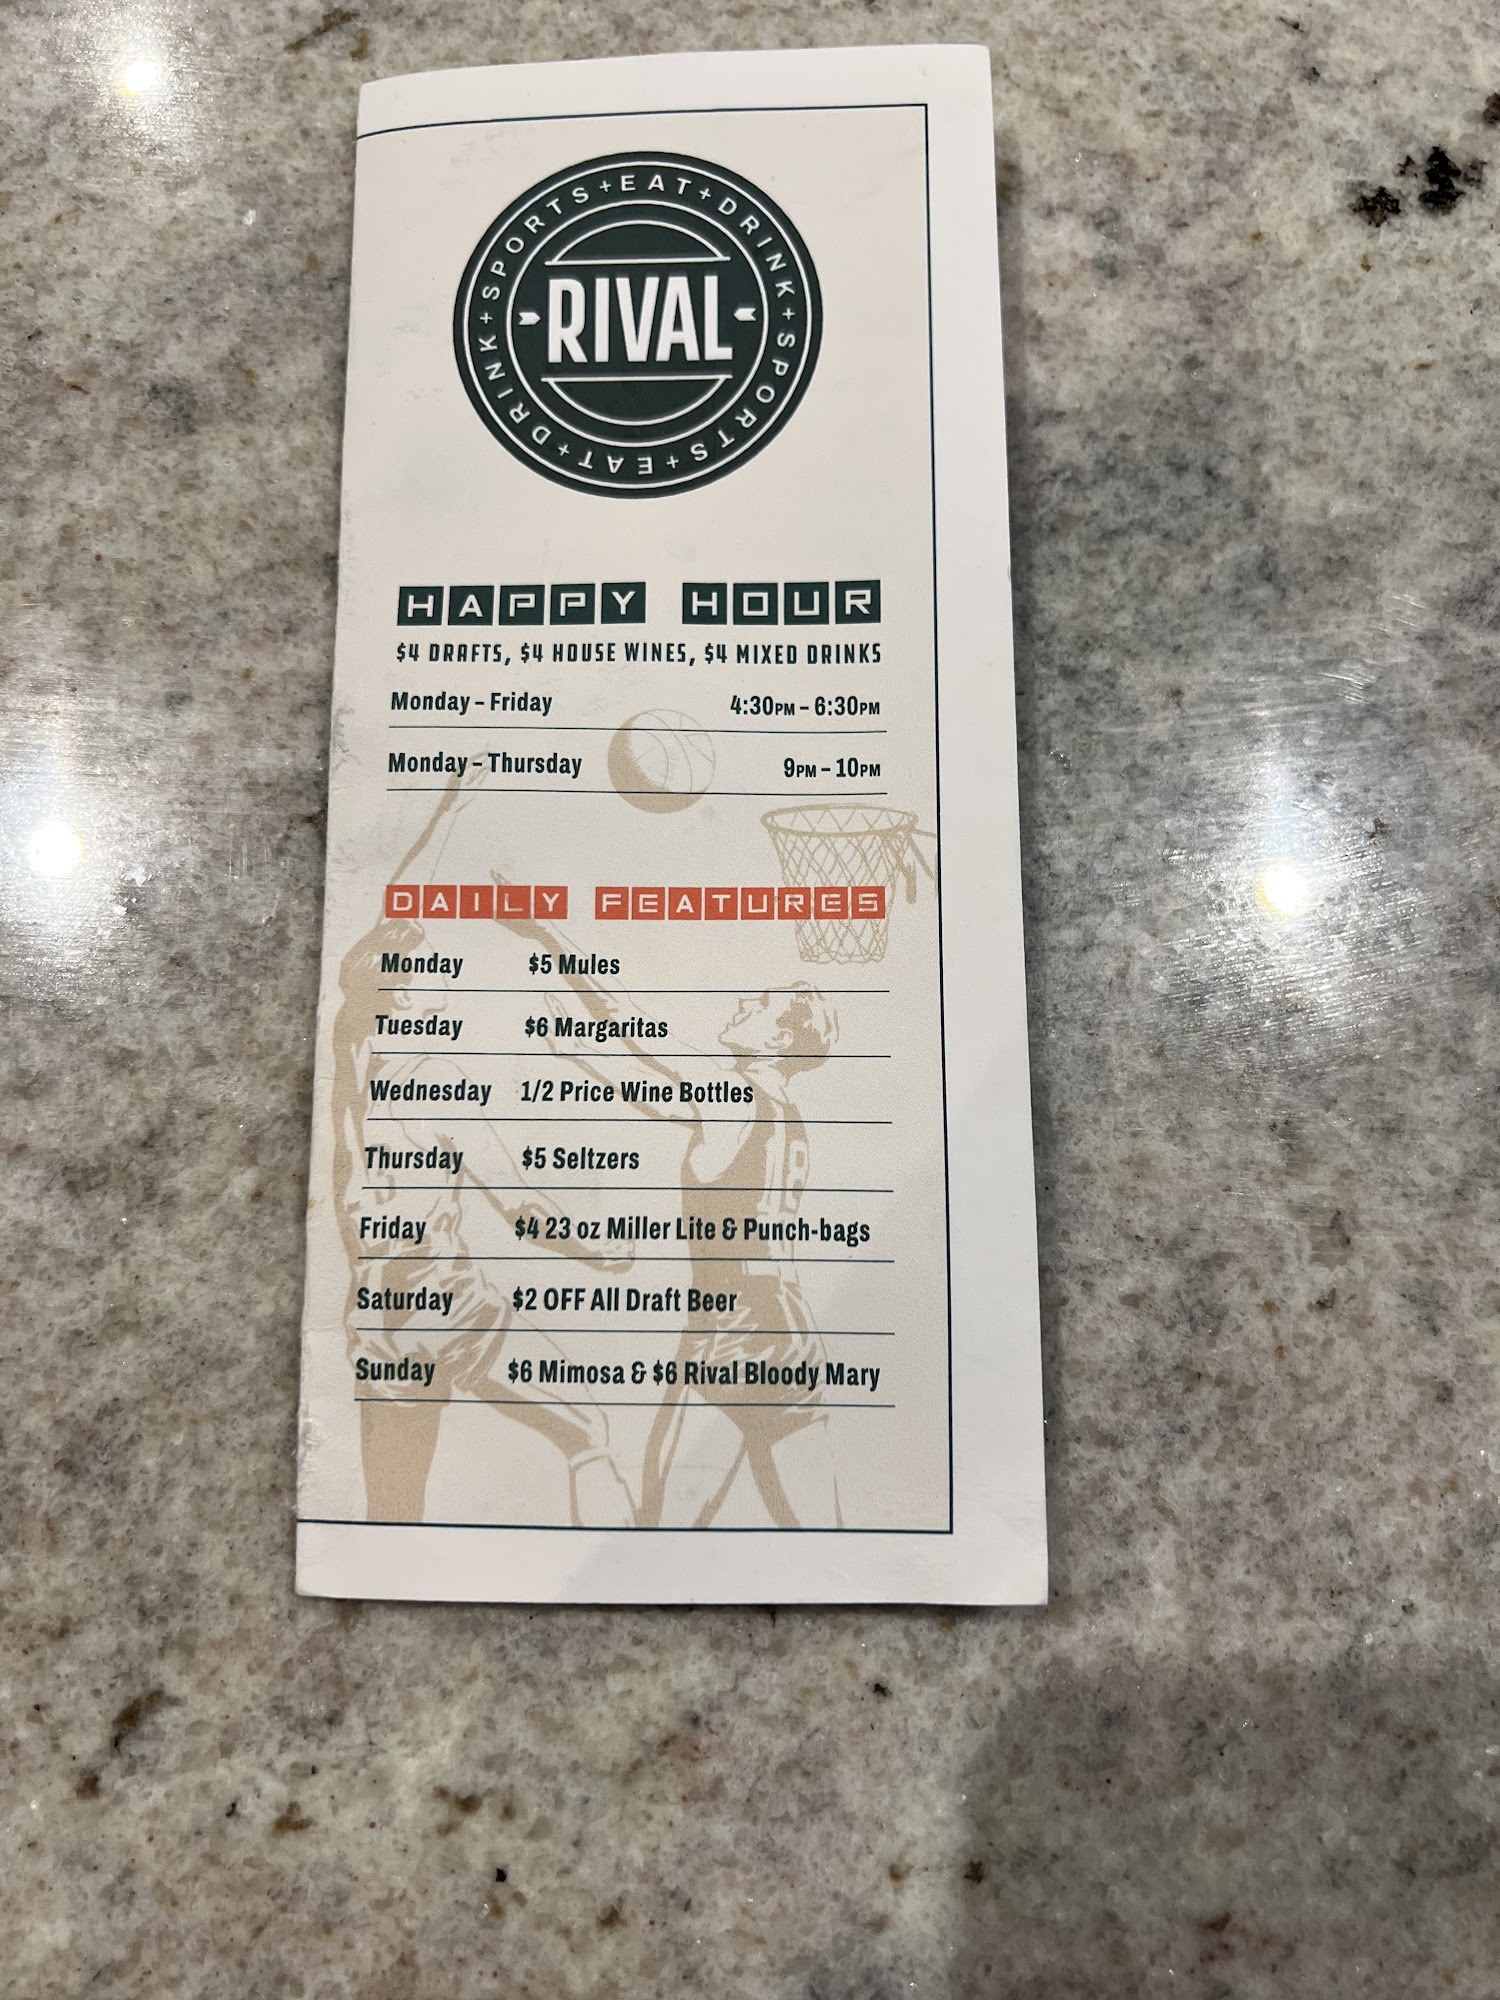 SPORTS + EAT + DRINK + SPORTS + EAT + DRINK +
RIVAL
HAPPY HOUR
$4 DRAFTS, $4 HOUSE WINES, $4 MIXED DRINKS
Monday – Friday 4:30PM – 6:30PM
Monday – Thursday 9PM – 10PM
DAILY FEATURES
Monday $5 Mules
Tuesday $6 Margaritas
Wednesday 1/2 Price Wine Bottles
Thursday $5 Seltzers
Friday $4 23 oz Miller Lite & Punch-bags
Saturday $2 OFF All Draft Beer
Sunday $6 Mimosa & $6 Rival Bloody Mary